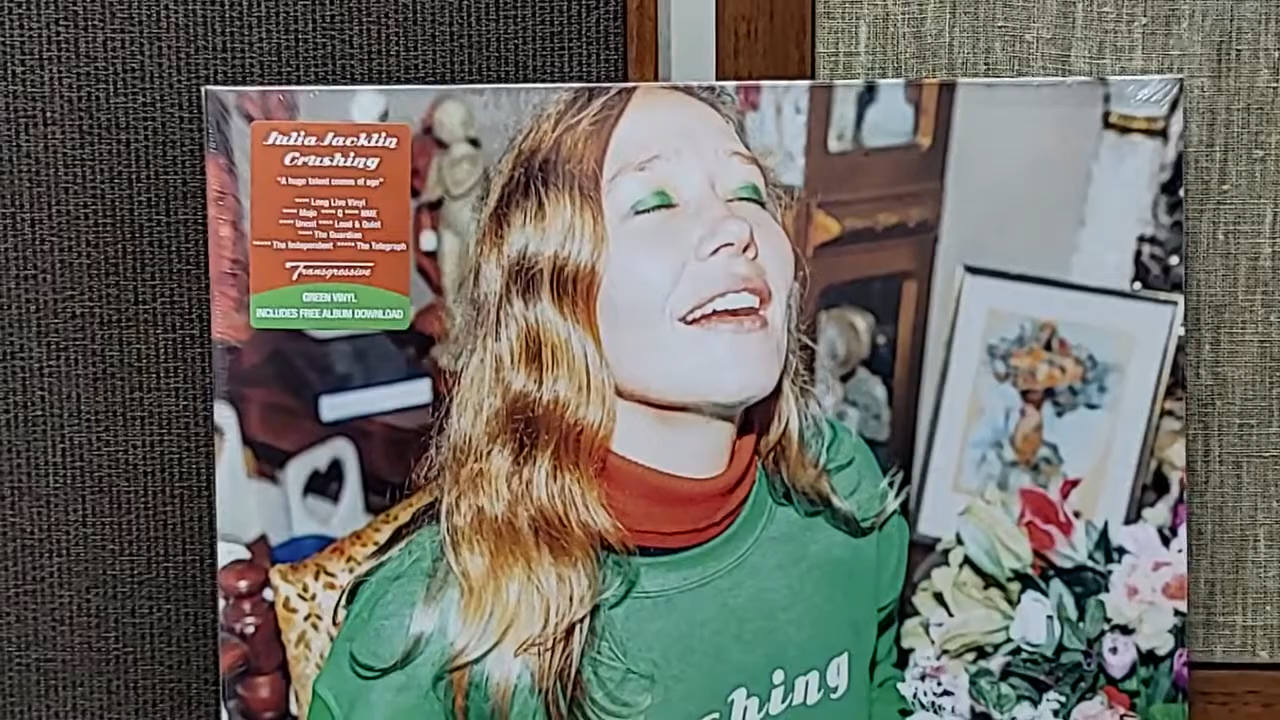 Julia Jacklin
Crushing
"A huge talent comes of age"
**** Long Live Vinyl
**** Mojo **** Q **** NME
**** Uncut **** Loud & Quiet
**** The Guardian
***** The Independent ***** The Telegraph
Transgressive
GREEN VINYL
INCLUDES FREE ALBUM DOWNLOAD
shing